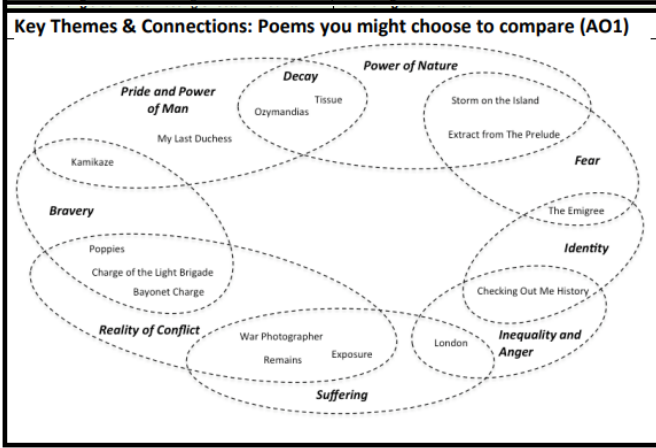 Key Themes & Connections: Poems you might choose to compare (AO1)
Power of Nature
Decay
Pride and Power
of Man
Tissue
Ozymandias
Storm on the Island
My Last Duchess
Extract from The Prelude
Kamikaze
Fear
Bravery
The Emigree
Identity
Poppies
Charge of the Light Brigade
Bayonet Charge
Checking Out Me History
Reality of Conflict
War Photographer
Remains
Exposure
London
Inequality and
Anger
Suffering